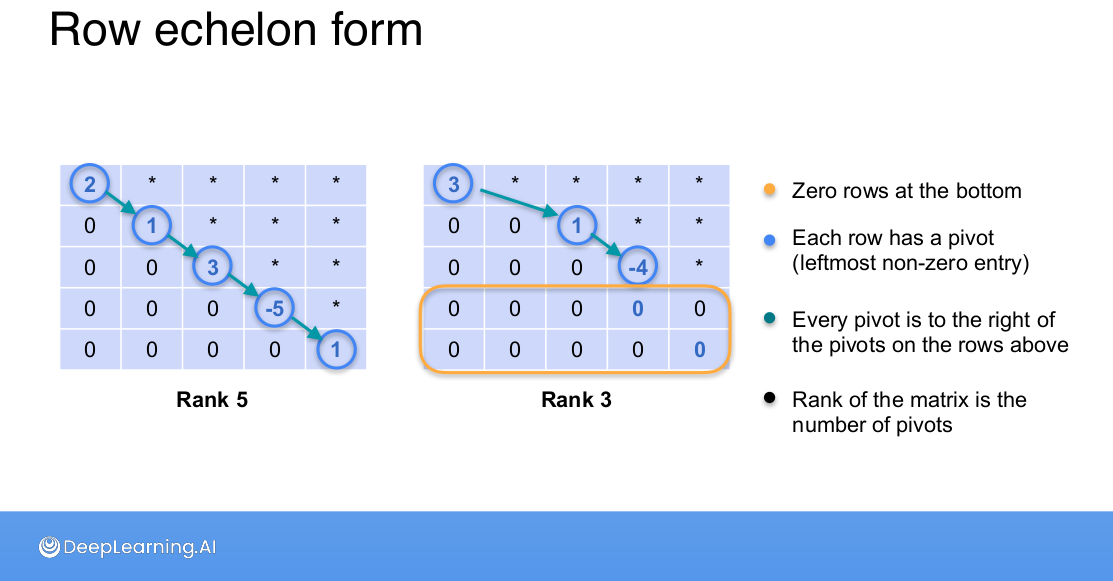 Row echelon form
2 * * * *
0 1 * * *
0 0 3 * *
0 0 0 -5 *
0 0 0 0 1
Rank 5
3 * * * *
0 0 1 * *
0 0 0 -4 *
0 0 0 0 0
0 0 0 0 0
Rank 3
Zero rows at the bottom
Each row has a pivot
(leftmost non-zero entry)
Every pivot is to the right of
the pivots on the rows above
Rank of the matrix is the
number of pivots
DeepLearning.AI